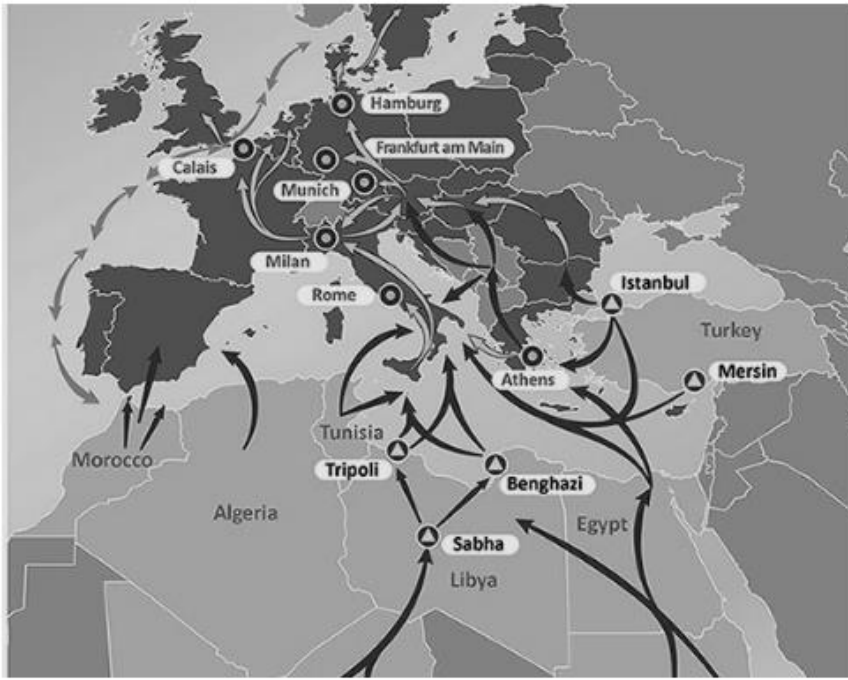 Hamburg
Frankfurt am Main
Calais
Munich
Milan
Rome
Istanbul
Turkey
Mersin
Athens
Tunisia
Morocco
Tripoli
Benghazi
Algeria
Egypt
Sabha
Libya